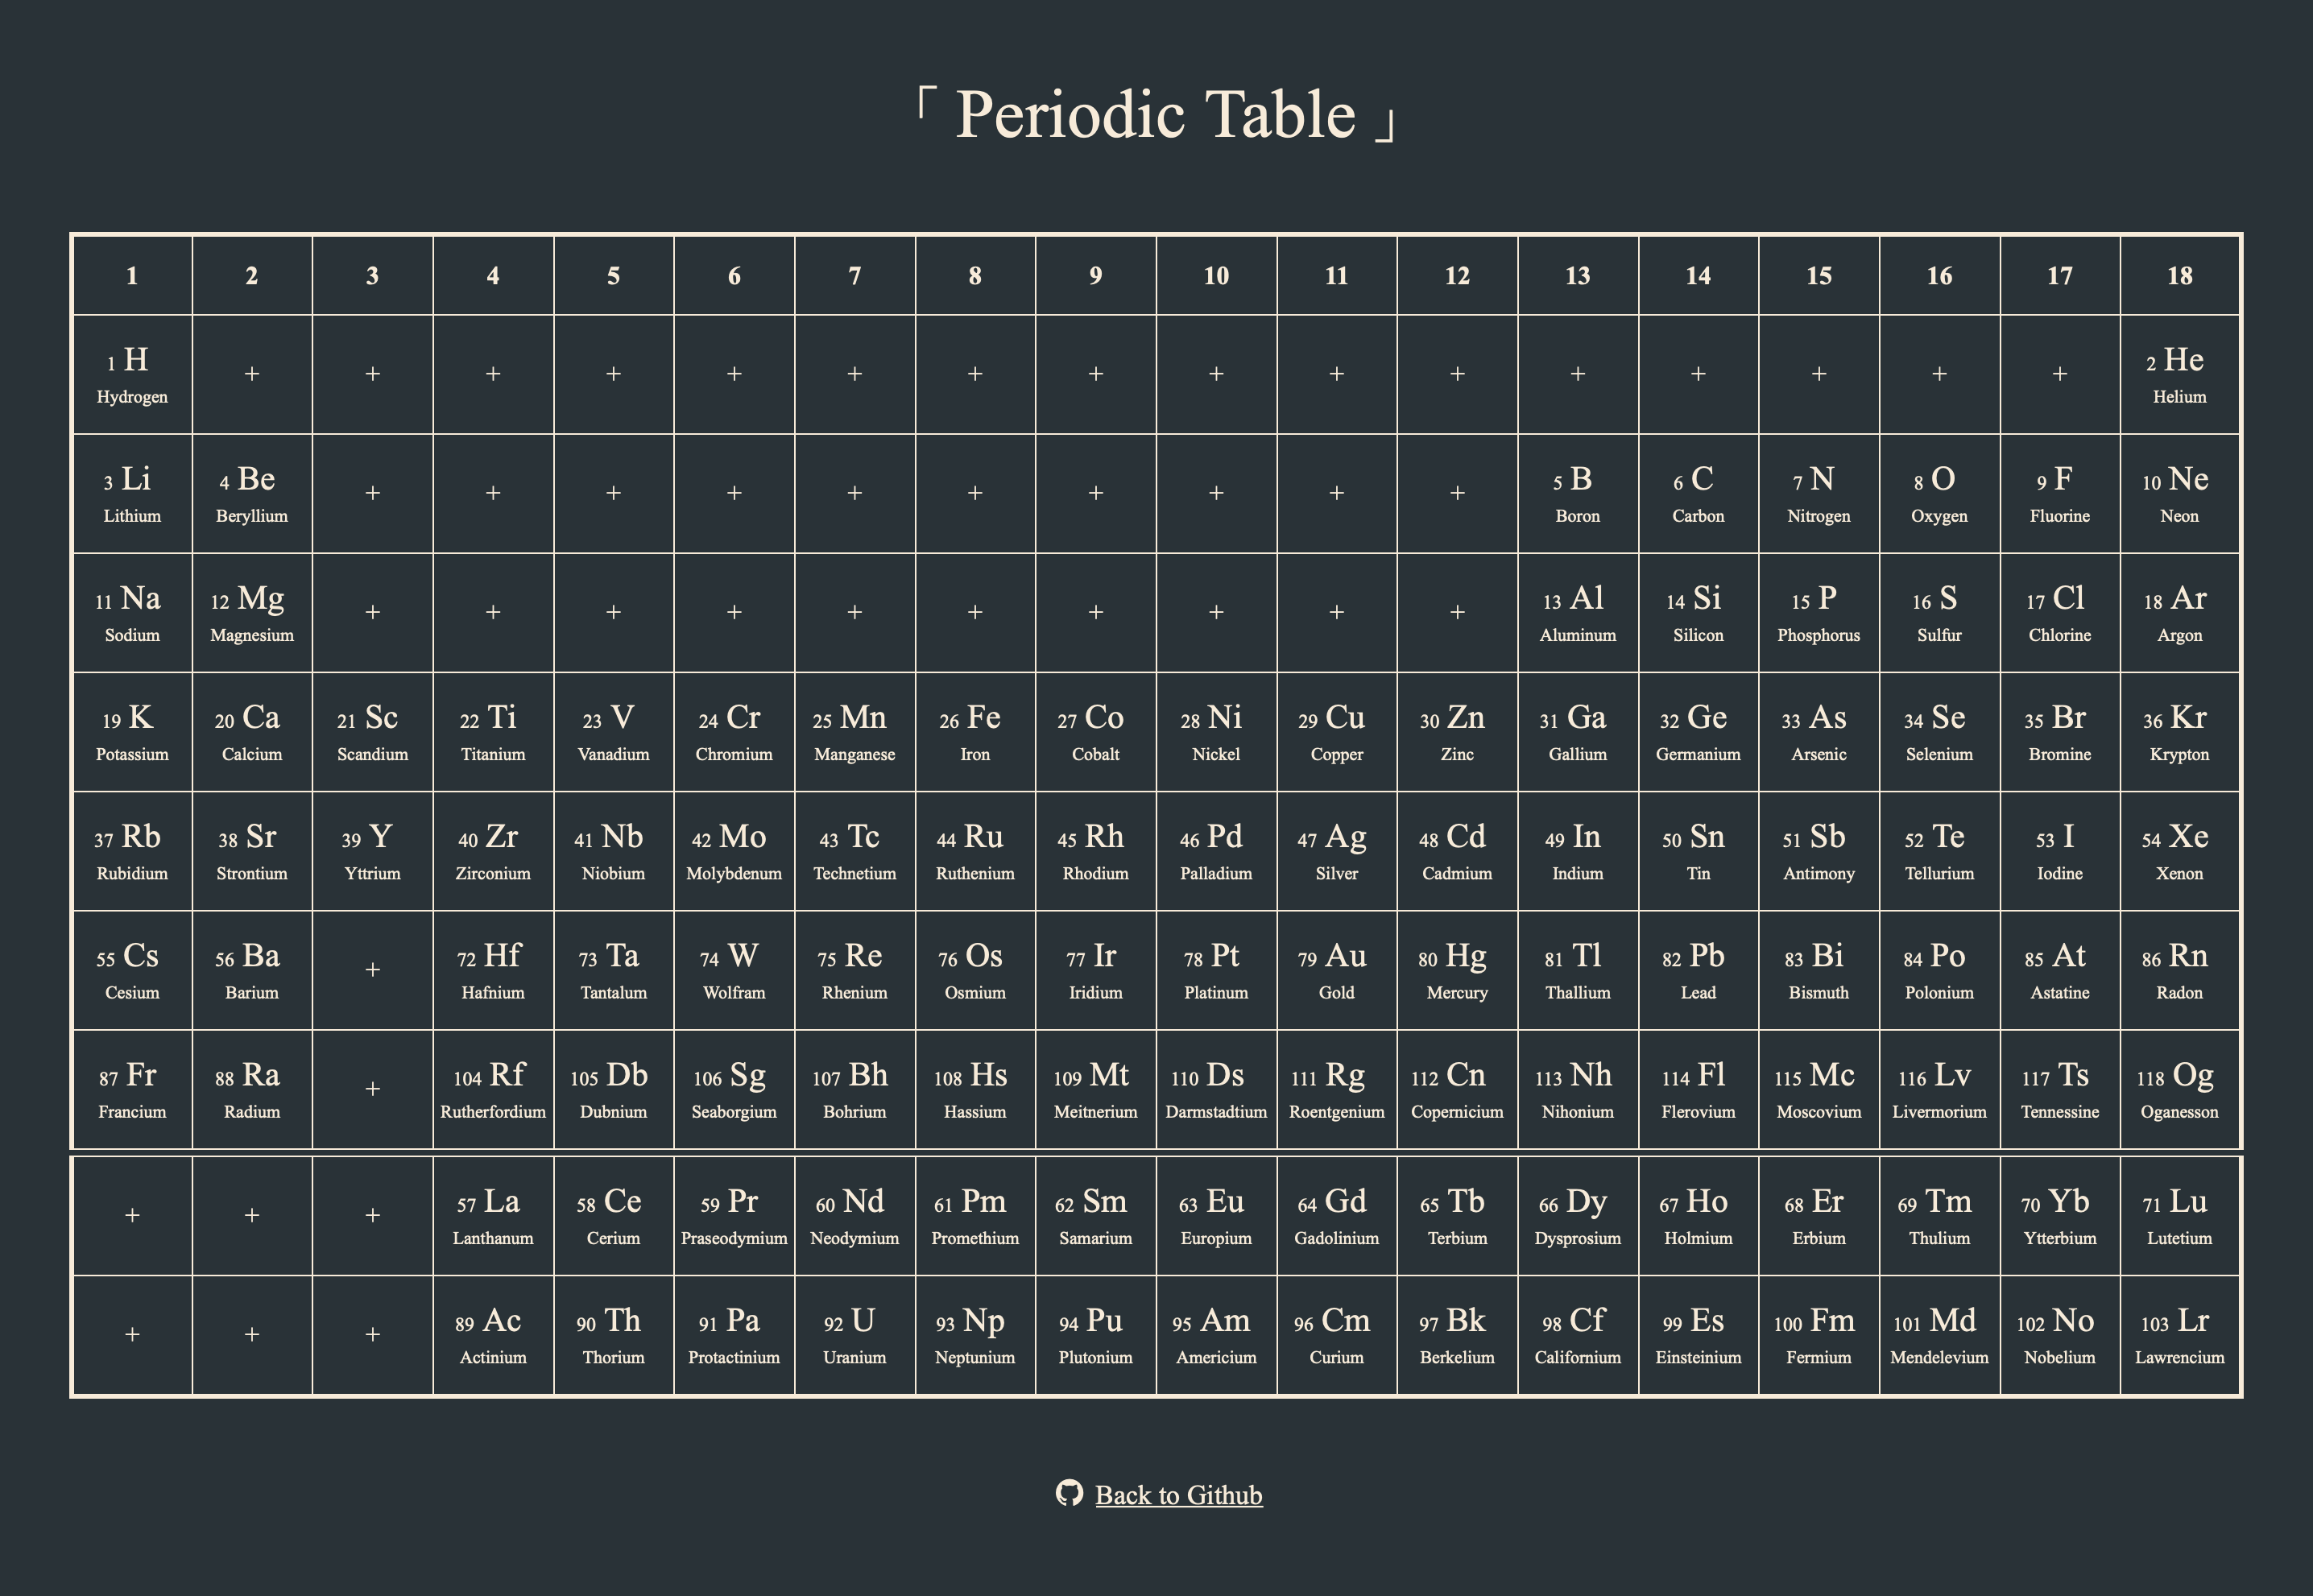 「 Periodic Table 」
1 2 3 4 5 6 7 8 9 10 11 12 13 14 15 16 17 18
1 H + + + + + + + + + + + + + + + + 2 He
Hydrogen Helium
3 Li 4 Be + + + + + + + + + + 5 B 6 C 7 N 8 O 9 F 10 Ne
Lithium Beryllium Boron Carbon Nitrogen Oxygen Fluorine Neon
11 Na 12 Mg + + + + + + + + + + 13 Al 14 Si 15 P 16 S 17 Cl 18 Ar
Sodium Magnesium Aluminum Silicon Phosphorus Sulfur Chlorine Argon
19 K 20 Ca 21 Sc 22 Ti 23 V 24 Cr 25 Mn 26 Fe 27 Co 28 Ni 29 Cu 30 Zn 31 Ga 32 Ge 33 As 34 Se 35 Br 36 Kr
Potassium Calcium Scandium Titanium Vanadium Chromium Manganese Iron Cobalt Nickel Copper Zinc Gallium Germanium Arsenic Selenium Bromine Krypton
37 Rb 38 Sr 39 Y 40 Zr 41 Nb 42 Mo 43 Tc 44 Ru 45 Rh 46 Pd 47 Ag 48 Cd 49 In 50 Sn 51 Sb 52 Te 53 I 54 Xe
Rubidium Strontium Yttrium Zirconium Niobium Molybdenum Technetium Ruthenium Rhodium Palladium Silver Cadmium Indium Tin Antimony Tellurium Iodine Xenon
55 Cs 56 Ba + 72 Hf 73 Ta 74 W 75 Re 76 Os 77 Ir 78 Pt 79 Au 80 Hg 81 Tl 82 Pb 83 Bi 84 Po 85 At 86 Rn
Cesium Barium Hafnium Tantalum Wolfram Rhenium Osmium Iridium Platinum Gold Mercury Thallium Lead Bismuth Polonium Astatine Radon
87 Fr 88 Ra + 104 Rf 105 Db 106 Sg 107 Bh 108 Hs 109 Mt 110 Ds 111 Rg 112 Cn 113 Nh 114 Fl 115 Mc 116 Lv 117 Ts 118 Og
Francium Radium Rutherfordium Dubnium Seaborgium Bohrium Hassium Meitnerium Darmstadtium Roentgenium Copernicium Nihonium Flerovium Moscovium Livermorium Tennessine Oganesson
+ + + 57 La 58 Ce 59 Pr 60 Nd 61 Pm 62 Sm 63 Eu 64 Gd 65 Tb 66 Dy 67 Ho 68 Er 69 Tm 70 Yb 71 Lu
Lanthanum Cerium Praseodymium Neodymium Promethium Samarium Europium Gadolinium Terbium Dysprosium Holmium Erbium Thulium Ytterbium Lutetium
+ + + 89 Ac 90 Th 91 Pa 92 U 93 Np 94 Pu 95 Am 96 Cm 97 Bk 98 Cf 99 Es 100 Fm 101 Md 102 No 103 Lr
Actinium Thorium Protactinium Uranium Neptunium Plutonium Americium Curium Berkelium Californium Einsteinium Fermium Mendelevium Nobelium Lawrencium
Back to Github